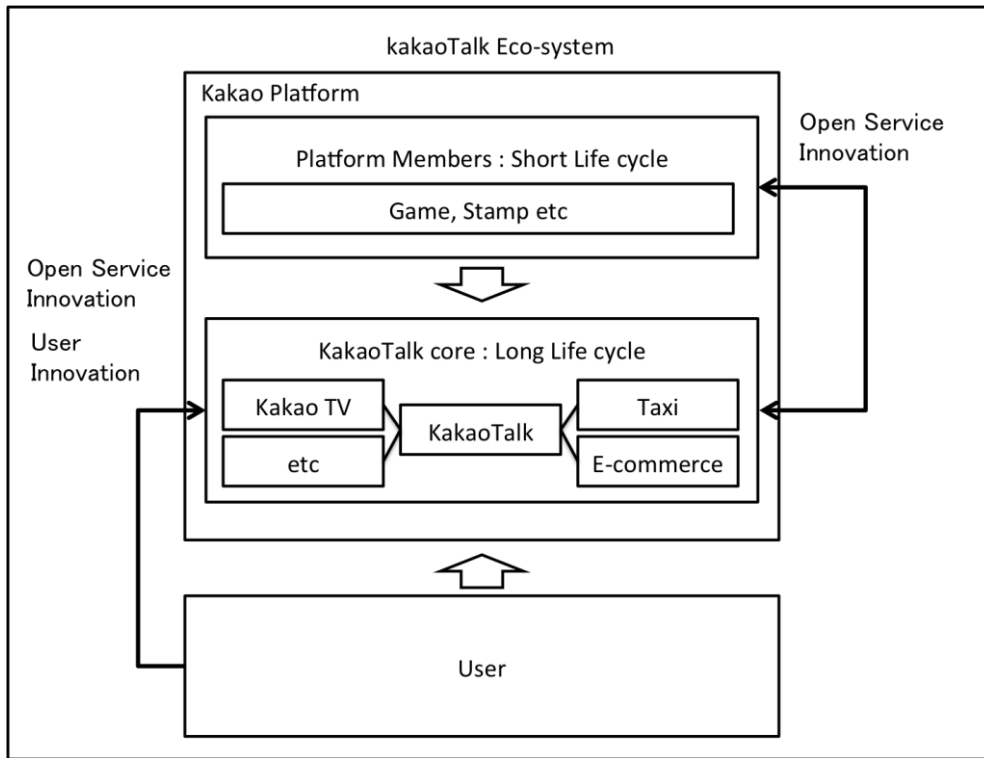 kakaoTalk Eco-system
Kakao Platform
Platform Members : Short Life cycle
Game, Stamp etc
Open Service
Innovation
Open Service
Innovation
User
Innovation
KakaoTalk core : Long Life cycle
Kakao TV
etc
KakaoTalk
Taxi
E-commerce
User